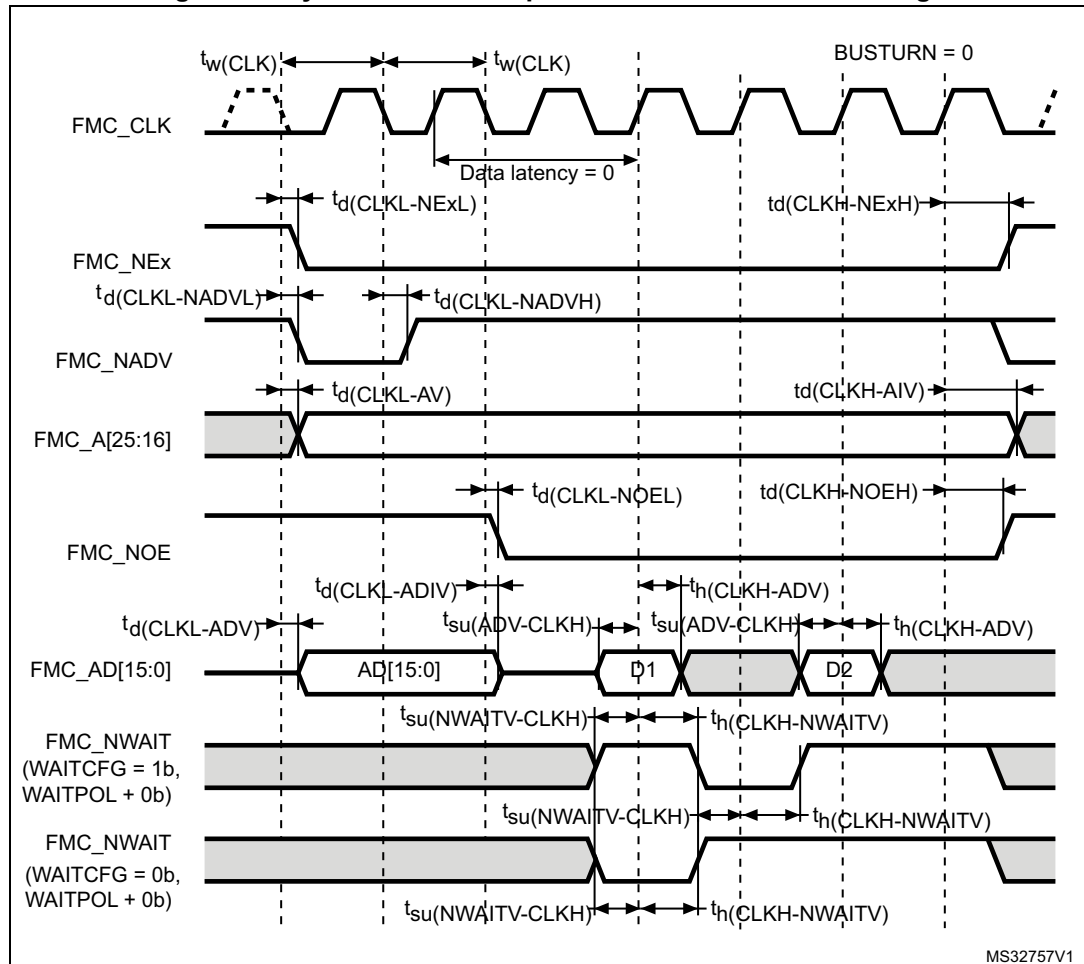 tw(CLK) tw(CLK) BUSTURN = 0
FMC_CLK
Data latency = 0
td(CLKL-NExL) td(CLKH-NExH)
FMC_NEx
td(CLKL-NADVL) td(CLKL-NADVH)
FMC_NADV
td(CLKL-AV) td(CLKH-AIV)
FMC_A[25:16]
td(CLKL-NOEL) td(CLKH-NOEH)
FMC_NOE
td(CLKL-ADIV) th(CLKH-ADV)
td(CLKL-ADV) tsu(ADV-CLKH) tsu(ADV-CLKH) th(CLKH-ADV)
FMC_AD[15:0] AD[15:0] D1 D2
tsu(NWAITV-CLKH) th(CLKH-NWAITV)
FMC_NWAIT
(WAITCFG = 1b,
WAITPOL + 0b)
tsu(NWAITV-CLKH) th(CLKH-NWAITV)
FMC_NWAIT
(WAITCFG = 0b,
WAITPOL + 0b)
tsu(NWAITV-CLKH) th(CLKH-NWAITV)
MS32757V1